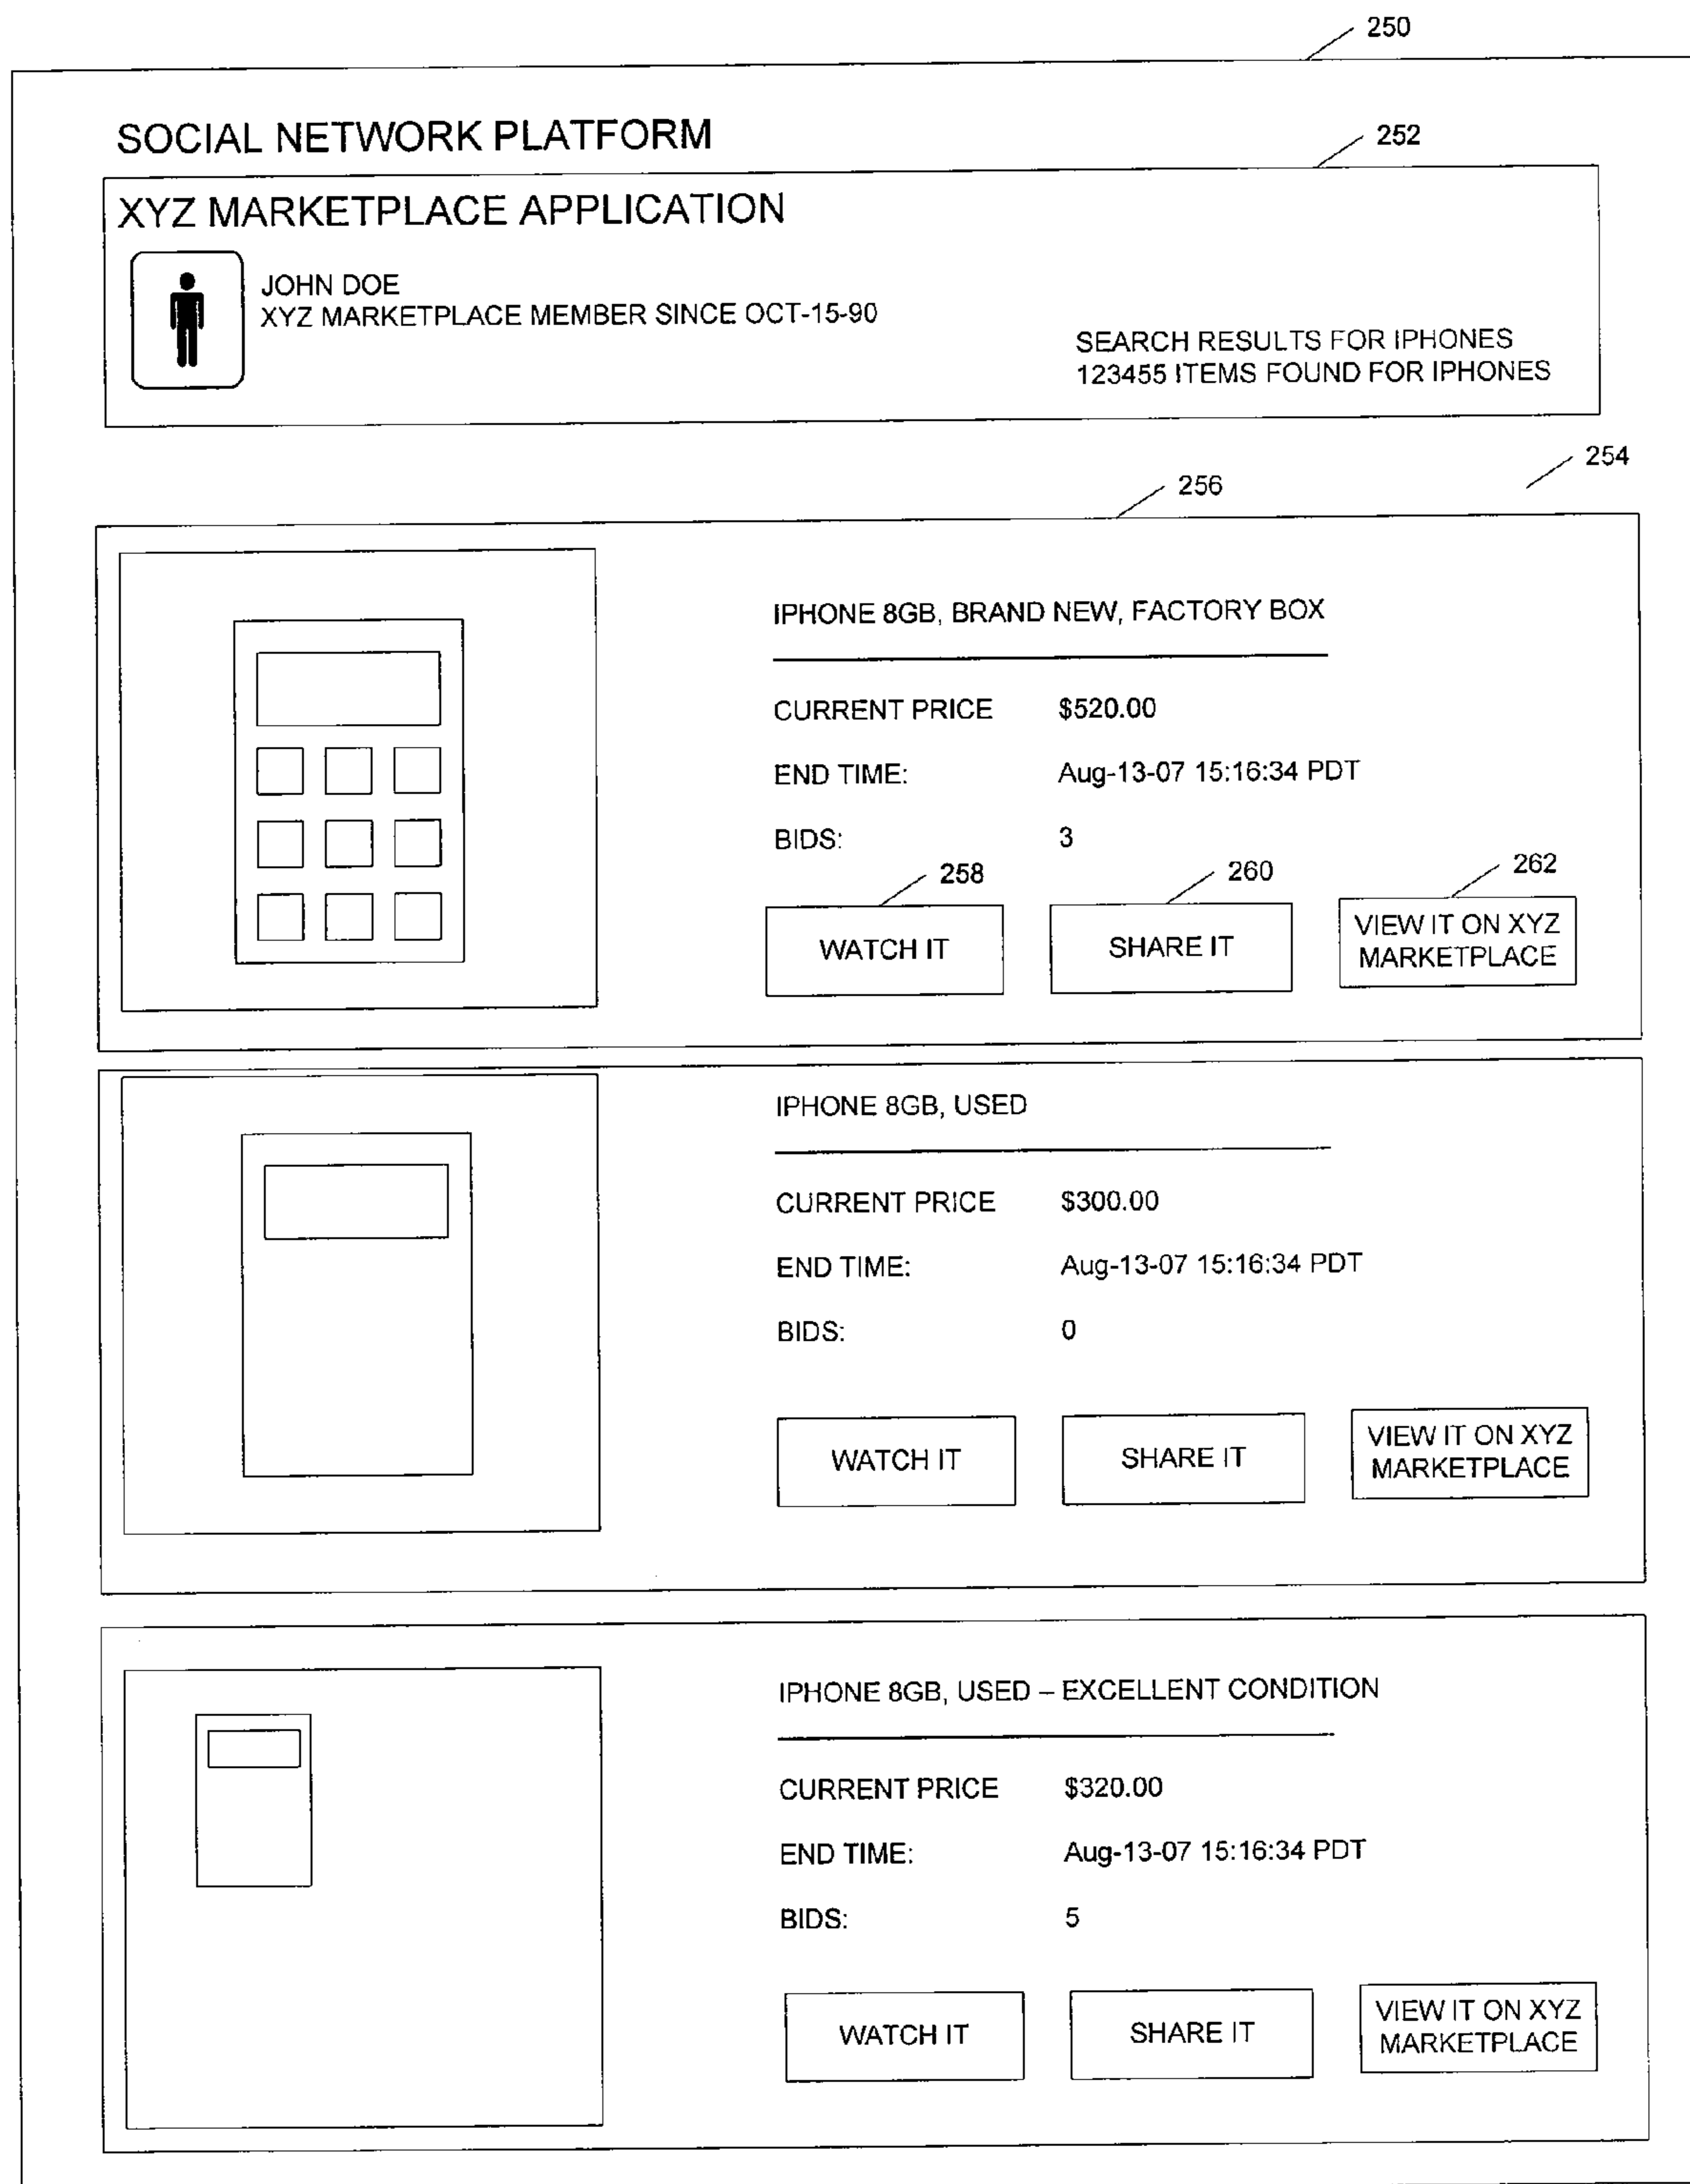 250
SOCIAL NETWORK PLATFORM
252
XYZ MARKETPLACE APPLICATION
JOHN DOE
XYZ MARKETPLACE MEMBER SINCE OCT-15-90
SEARCH RESULTS FOR IPHONES
123455 ITEMS FOUND FOR IPHONES
254
256
IPHONE 8GB, BRAND NEW, FACTORY BOX
CURRENT PRICE $520.00
END TIME: Aug-13-07 15:16:34 PDT
BIDS: 3
258 260 262
WATCH IT
SHARE IT
VIEW IT ON XYZ
MARKETPLACE
IPHONE 8GB, USED
CURRENT PRICE $300.00
END TIME: Aug-13-07 15:16:34 PDT
BIDS: 0
WATCH IT
SHARE IT
VIEW IT ON XYZ
MARKETPLACE
IPHONE 8GB, USED – EXCELLENT CONDITION
CURRENT PRICE $320.00
END TIME: Aug-13-07 15:16:34 PDT
BIDS: 5
WATCH IT
SHARE IT
VIEW IT ON XYZ
MARKETPLACE